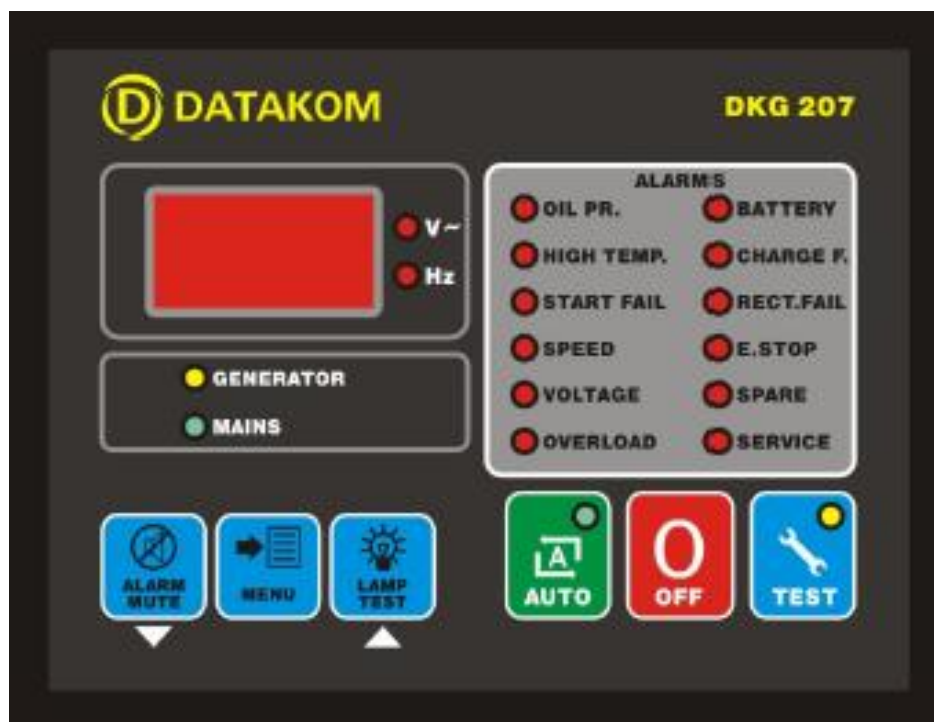 D DATAKOM
DKG 207
V~
Hz
GENERATOR
MAINS
ALARMS
OIL PR.
HIGH TEMP.
START FAIL
SPEED
VOLTAGE
OVERLOAD
BATTERY
CHARGE F.
RECT.FAIL
E.STOP
SPARE
SERVICE
ALARM
MUTE
MENU
LAMP
TEST
A
AUTO
O
OFF
TEST